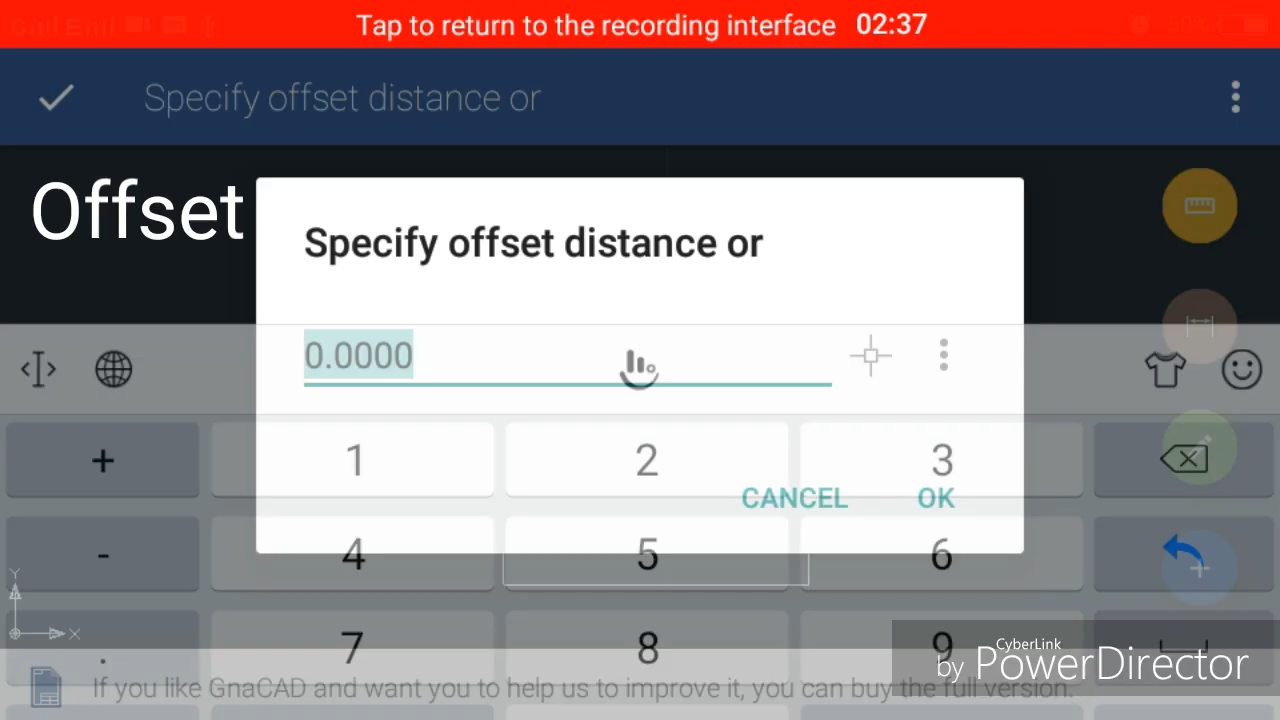 Tap to return to the recording interface 02:37
Specify offset distance or
Offset
Specify offset distance or
0.0000
+ 1 2 3
CANCEL OK
- 4 5 6
Y
X
. 7 8 9
CyberLink
by PowerDirector
If you like GnaCAD and want you to help us to improve it, you can buy the full version.